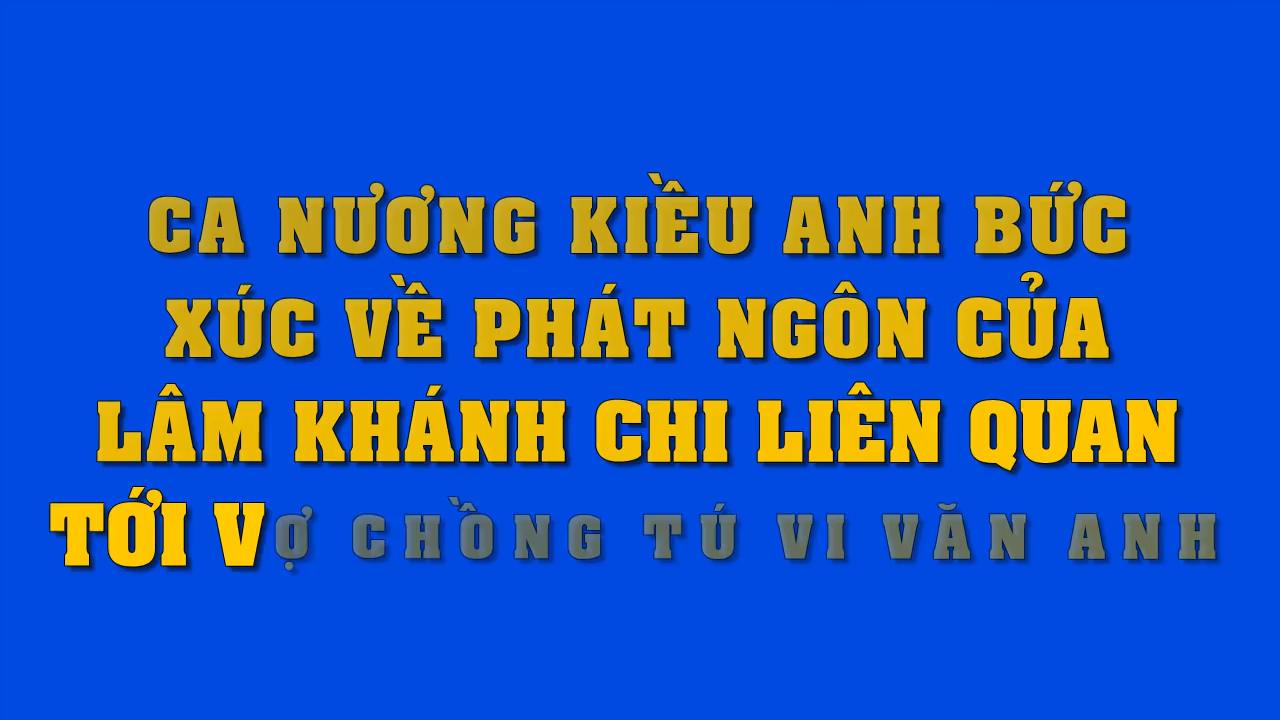 CA NƯƠNG KIỀU ANH BỨC
XÚC VỀ PHÁT NGÔN CỦA
LÂM KHÁNH CHI LIÊN QUAN
TỚI VỢ CHỒNG TÚ VI VĂN ANH